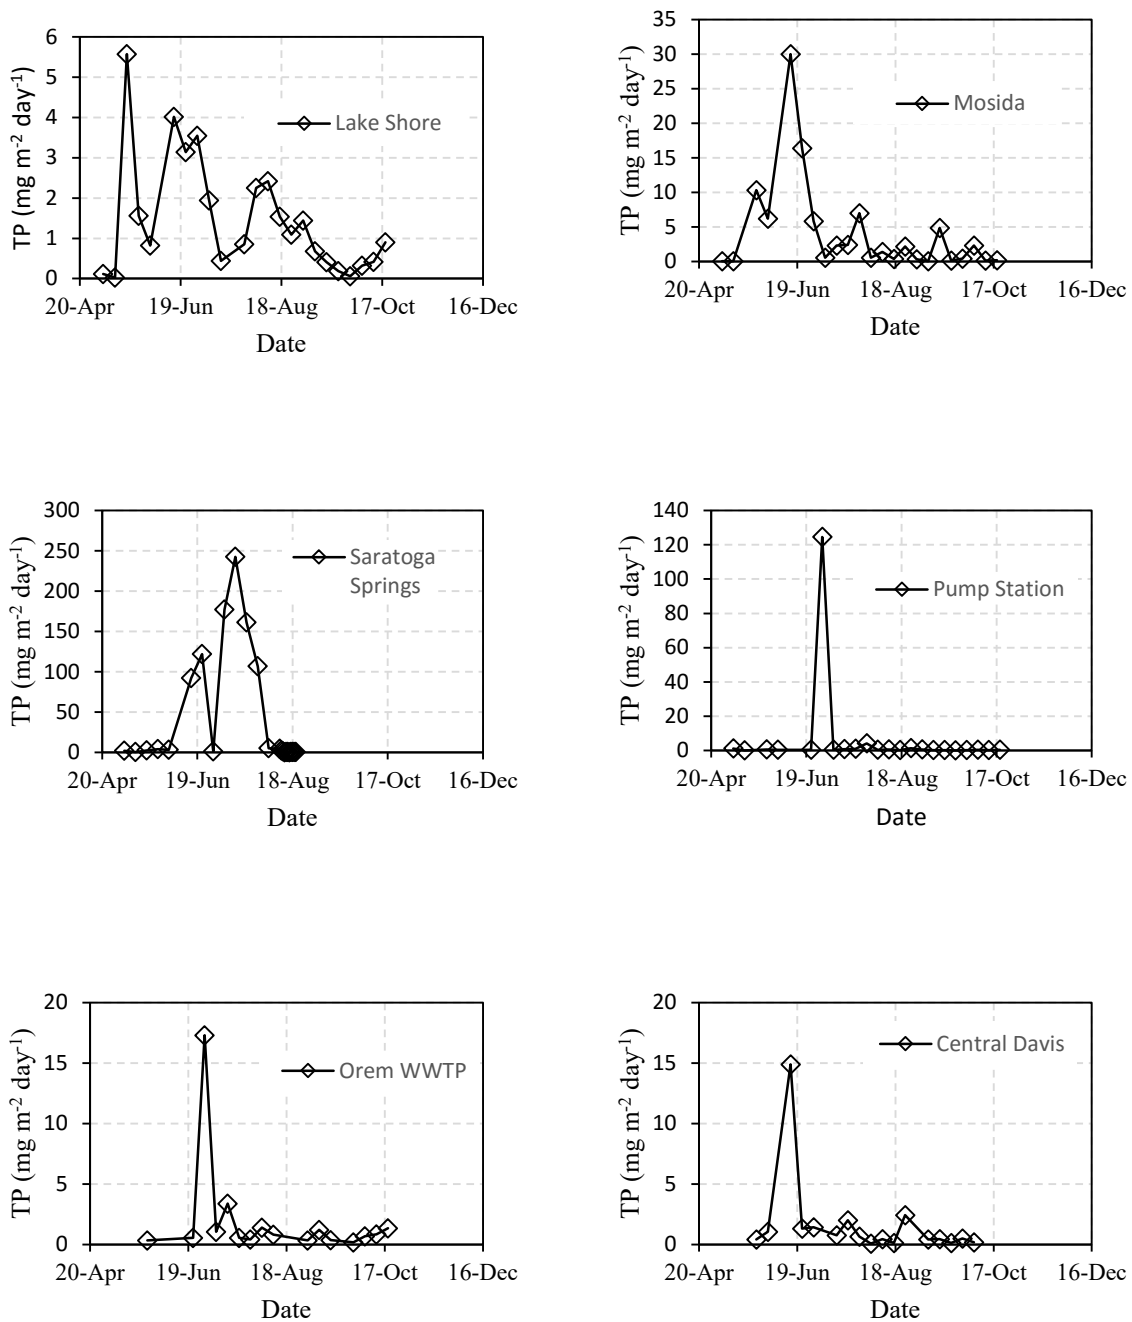 6
5
4
3
2
1
0
TP (mg m-2 day-1)
Lake Shore
20-Apr 19-Jun 18-Aug 17-Oct 16-Dec
Date
35
30
25
20
15
10
5
0
TP (mg m-2 day-1)
Mosida
20-Apr 19-Jun 18-Aug 17-Oct 16-Dec
Date
300
250
200
150
100
50
0
TP (mg m-2 day-1)
Saratoga
Springs
20-Apr 19-Jun 18-Aug 17-Oct 16-Dec
Date
140
120
100
80
60
40
20
0
TP (mg m-2 day-1)
Pump Station
20-Apr 19-Jun 18-Aug 17-Oct 16-Dec
Date
20
15
10
5
0
TP (mg m-2 day-1)
Orem WWTP
20-Apr 19-Jun 18-Aug 17-Oct 16-Dec
Date
20
15
10
5
0
TP (mg m-2 day-1)
Central Davis
20-Apr 19-Jun 18-Aug 17-Oct 16-Dec
Date